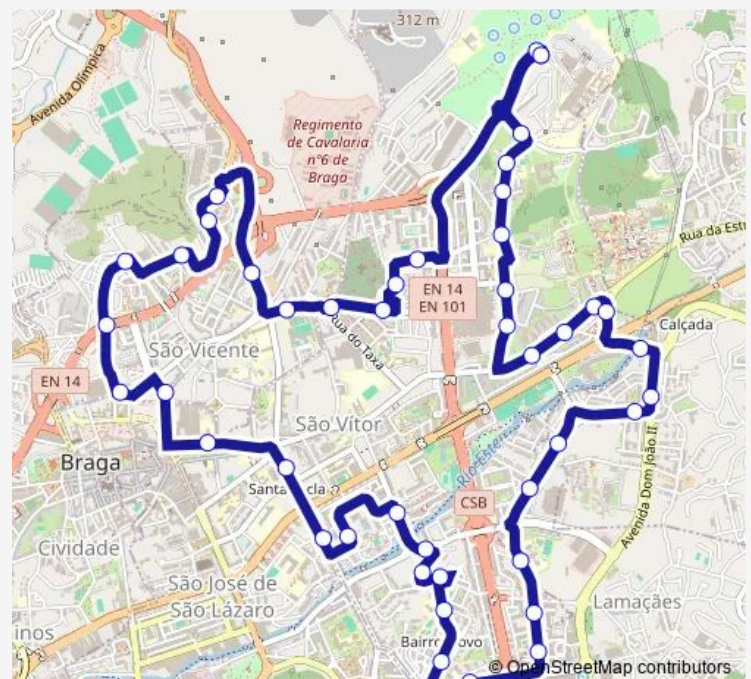 312 m
Avenida Olímpica
Regimento
de Cavalaria
nº6 de
Braga
Rua da Estr
EN 14
EN 101
Calçada
São Vicente
Rua do Taxa
EN 14
São Vitor
Braga
Rio Este
Avenida Dom João II
CSB
Cividade
São José de
São Lázaro
Lamaçães
inos
© OpenStreetMap contributors